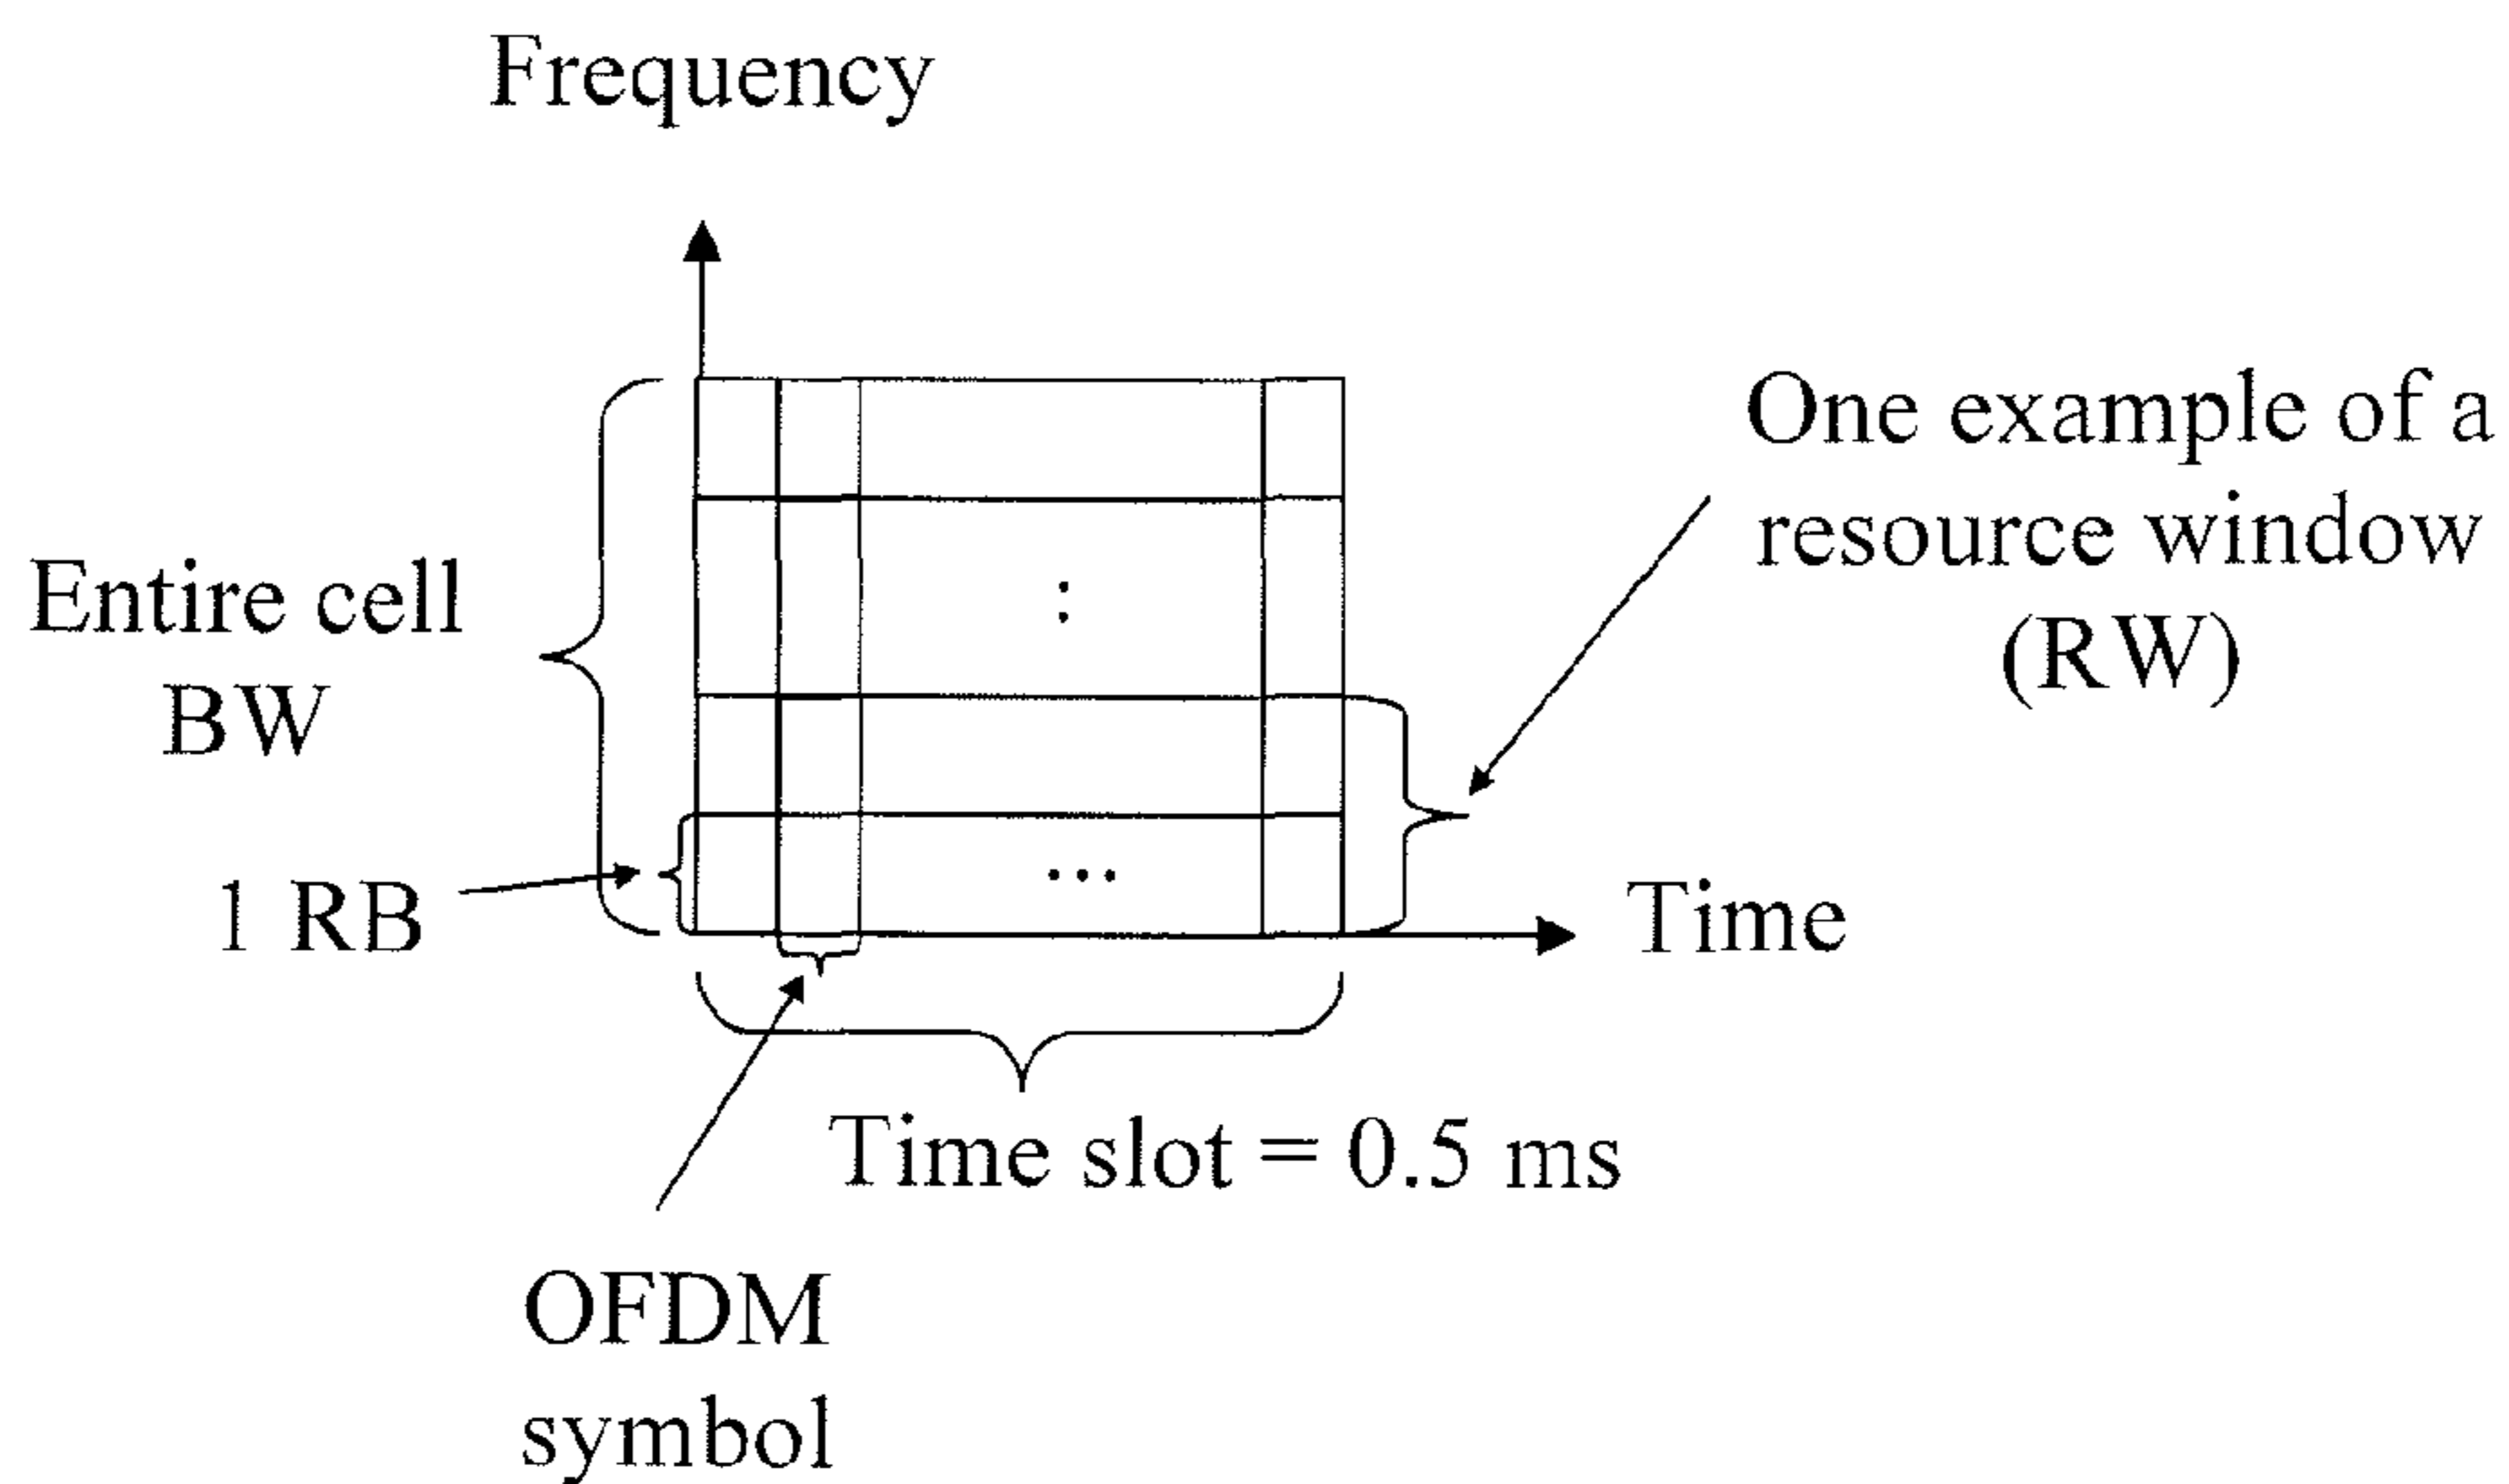 Frequency
One example of a
resource window
(RW)
Entire cell
BW
:
1 RB
...
Time
Time slot = 0.5 ms
OFDM
symbol